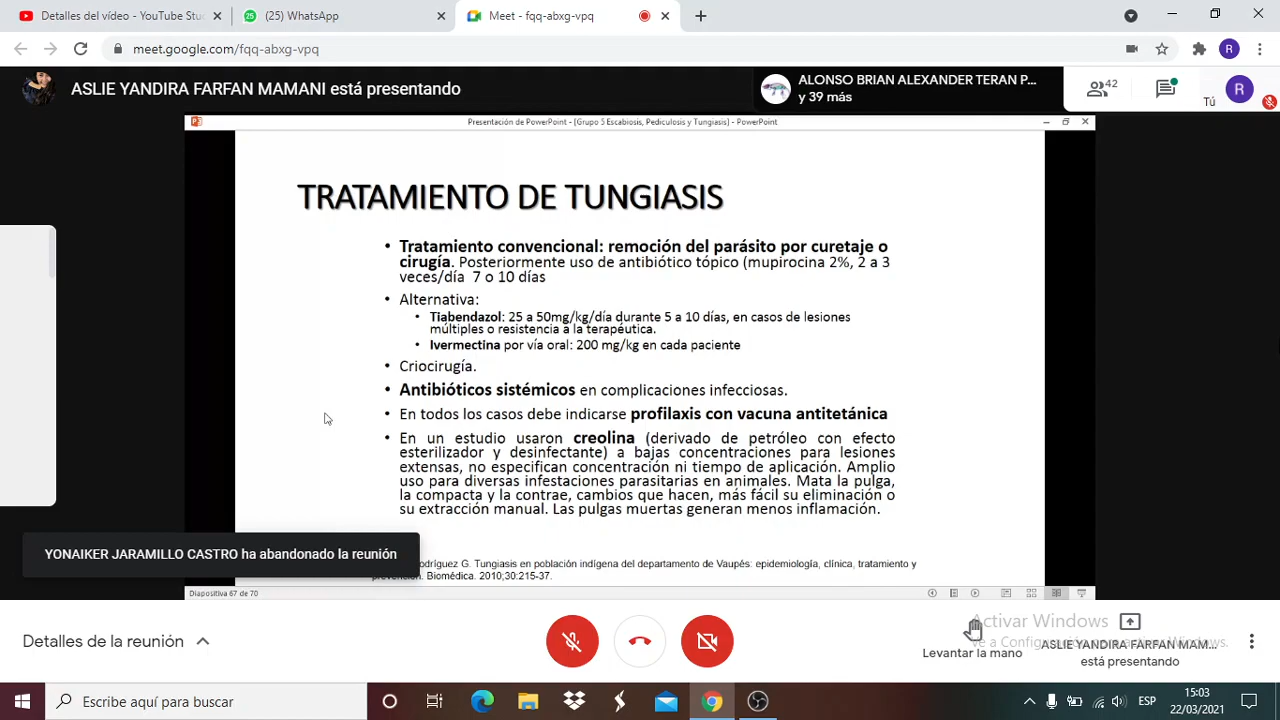 Detalles del vídeo - YouTube Stu
(25) WhatsApp
Meet - fqq-abxg-vpq
meet.google.com/fqq-abxg-vpq
R
ASLIE YANDIRA FARFAN MAMANI está presentando
ALONSO BRIAN ALEXANDER TERAN P...
y 39 más
42
Tú
R
Presentación de PowerPoint - [Grupo 5 Escabiosis, Pediculosis y Tungiasis] - PowerPoint
TRATAMIENTO DE TUNGIASIS
• Tratamiento convencional: remoción del parásito por curetaje o
cirugía. Posteriormente uso de antibiótico tópico (mupirocina 2%, 2 a 3
veces/día 7 o 10 días
• Alternativa:
• Tiabendazol: 25 a 50mg/kg/día durante 5 a 10 días, en casos de lesiones
múltiples o resistencia a la terapéutica.
• Ivermectina por vía oral: 200 mg/kg en cada paciente
• Criocirugía.
• Antibióticos sistémicos en complicaciones infecciosas.
• En todos los casos debe indicarse profilaxis con vacuna antitetánica
• En un estudio usaron creolina (derivado de petróleo con efecto
esterilizador y desinfectante) a bajas concentraciones para lesiones
extensas, no especifican concentración ni tiempo de aplicación. Amplio
uso para diversas infestaciones parasitarias en animales. Mata la pulga,
la compacta y la contrae, cambios que hacen, más fácil su eliminación o
su extracción manual. Las pulgas muertas generan menos inflamación.
YONAIKER JARAMILLO CASTRO ha abandonado la reunión
G. Tungiasis en población indígena del departamento de Vaupés: epidemiología, clínica, tratamiento y
Biomédica. 2010;30:215-37.
Diapositiva 67 de 70
Detalles de la reunión
Levantar la mano
Activar Windows
Ve a Configuración para activar Windows.
ASLIE YANDIRA FARFAN MAM...
está presentando
Escribe aquí para buscar
ESP
15:03
22/03/2021